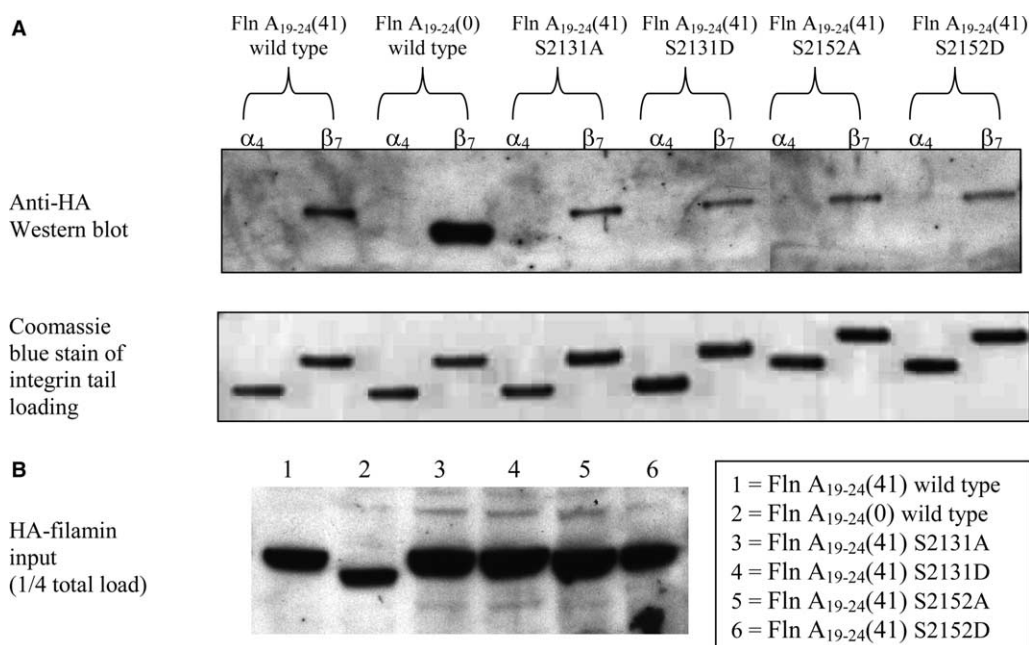 A
Fln A19-24(41) wild type
Fln A19-24(0) wild type
Fln A19-24(41) S2131A
Fln A19-24(41) S2131D
Fln A19-24(41) S2152A
Fln A19-24(41) S2152D
α4 β7 α4 β7 α4 β7 α4 β7 α4 β7 α4 β7
Anti-HA
Western blot
Coomassie
blue stain of
integrin tail
loading
B
1 2 3 4 5 6
HA-filamin
input
(1/4 total load)
1 = Fln A19-24(41) wild type
2 = Fln A19-24(0) wild type
3 = Fln A19-24(41) S2131A
4 = Fln A19-24(41) S2131D
5 = Fln A19-24(41) S2152A
6 = Fln A19-24(41) S2152D